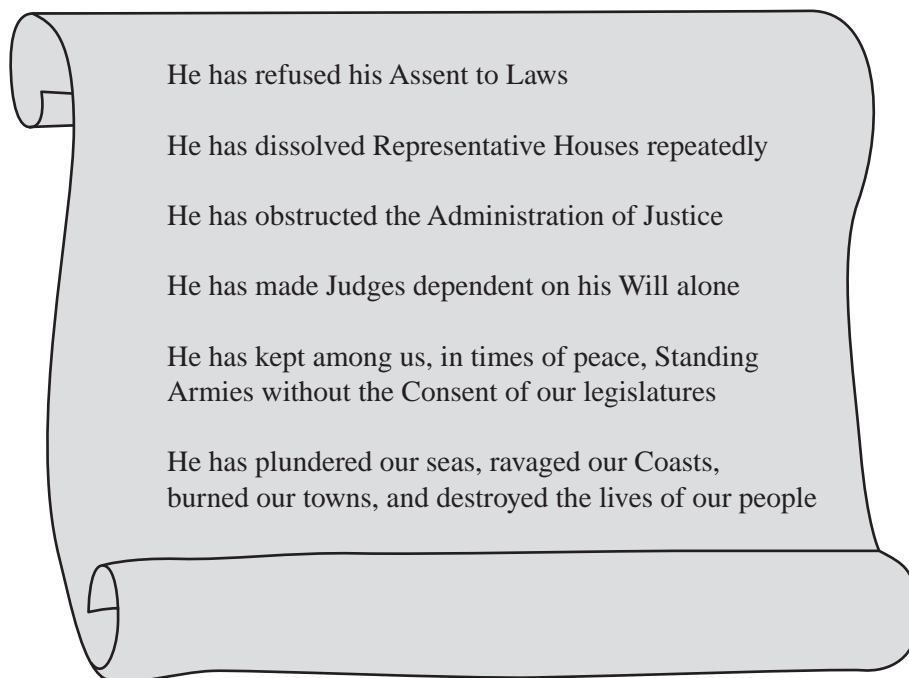 He has refused his Assent to Laws
He has dissolved Representative Houses repeatedly
He has obstructed the Administration of Justice
He has made Judges dependent on his Will alone
He has kept among us, in times of peace, Standing
Armies without the Consent of our legislatures
He has plundered our seas, ravaged our Coasts,
burned our towns, and destroyed the lives of our people